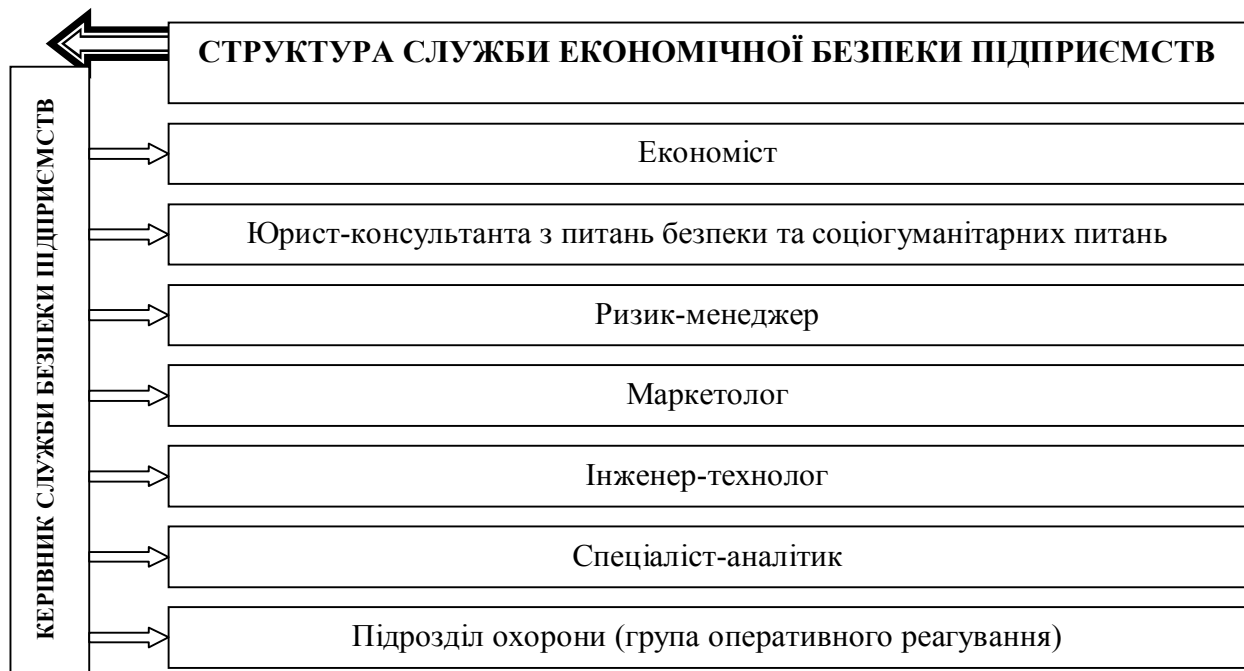 СТРУКТУРА СЛУЖБИ ЕКОНОМІЧНОЇ БЕЗПЕКИ ПІДПРИЄМСТВ
КЕРІВНИК СЛУЖБИ БЕЗПЕКИ ПІДПРИЄМСТВ
Економіст
Юрист-консультанта з питань безпеки та соціогуманітарних питань
Ризик-менеджер
Маркетолог
Інженер-технолог
Спеціаліст-аналітик
Підрозділ охорони (група оперативного реагування)